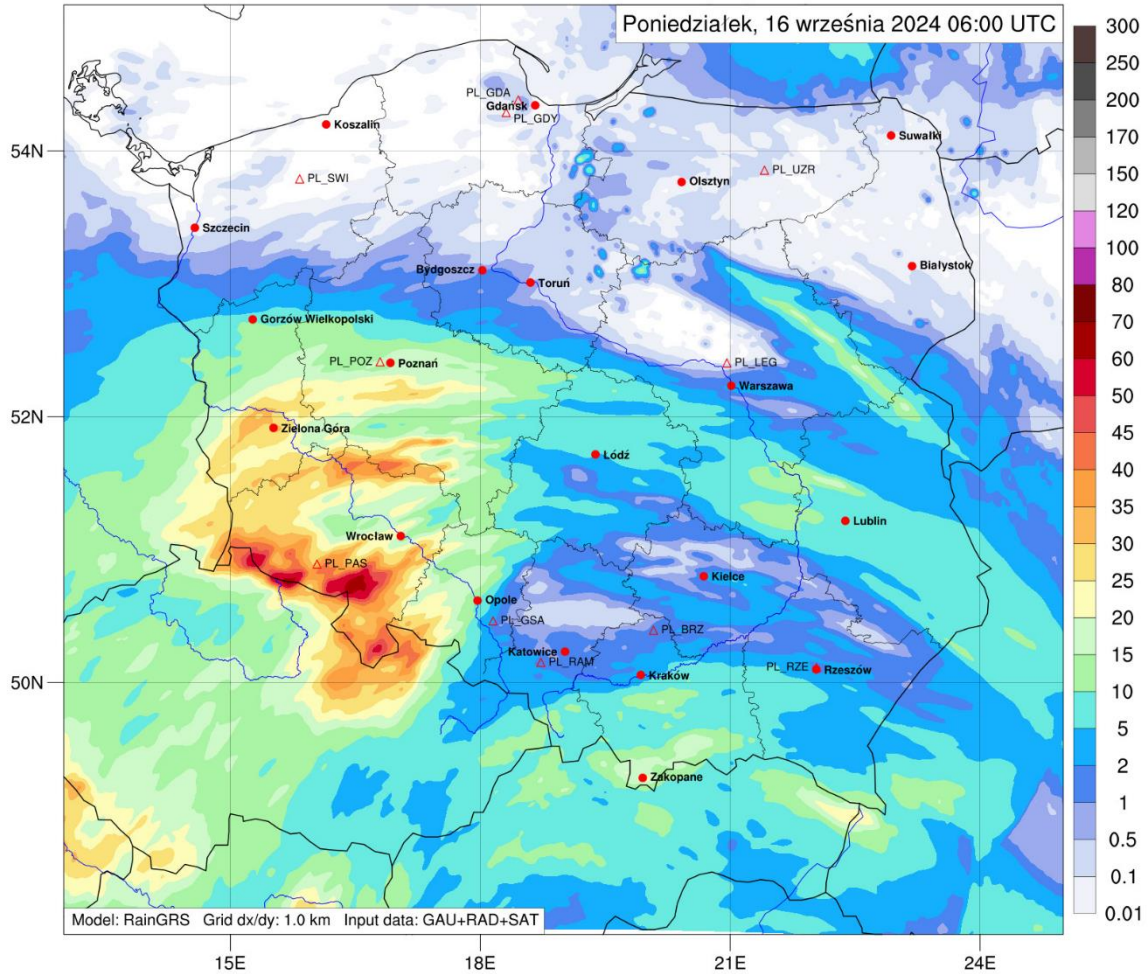 Poniedziałek, 16 września 2024 06:00 UTC
300
250
200
170
150
120
100
80
70
60
50
45
40
35
30
25
20
15
10
5
2
1
0.5
0.1
0.01
54N
52N
50N
15E
18E
21E
24E
PL_GDA
Gdańsk
PL_GDY
Koszalin
Suwałki
PL_SWI
Olsztyn
PL_UZR
Szczecin
Bydgoszcz
Toruń
Białystok
Gorzów Wielkopolski
PL_POZ
Poznań
PL_LEG
Warszawa
Zielona Góra
Łódź
Wrocław
Lublin
PL_PAS
Kielce
Opole
PL_GSA
PL_BRZ
Katowice
PL_RAM
Kraków
PL_RZE
Rzeszów
Zakopane
Model: RainGRS Grid dx/dy: 1.0 km Input data: GAU+RAD+SAT